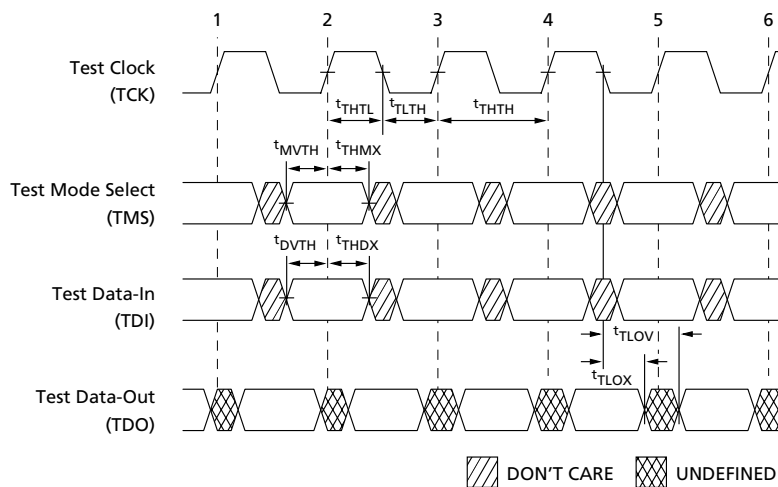 1 2 3 4 5 6
Test Clock
(TCK)
tTHTL tTLTH tTHTH
tMVTH tTHMX
Test Mode Select
(TMS)
tDVTH tTHDX
Test Data-In
(TDI)
tTLOV
tTLOX
Test Data-Out
(TDO)
DON'T CARE UNDEFINED